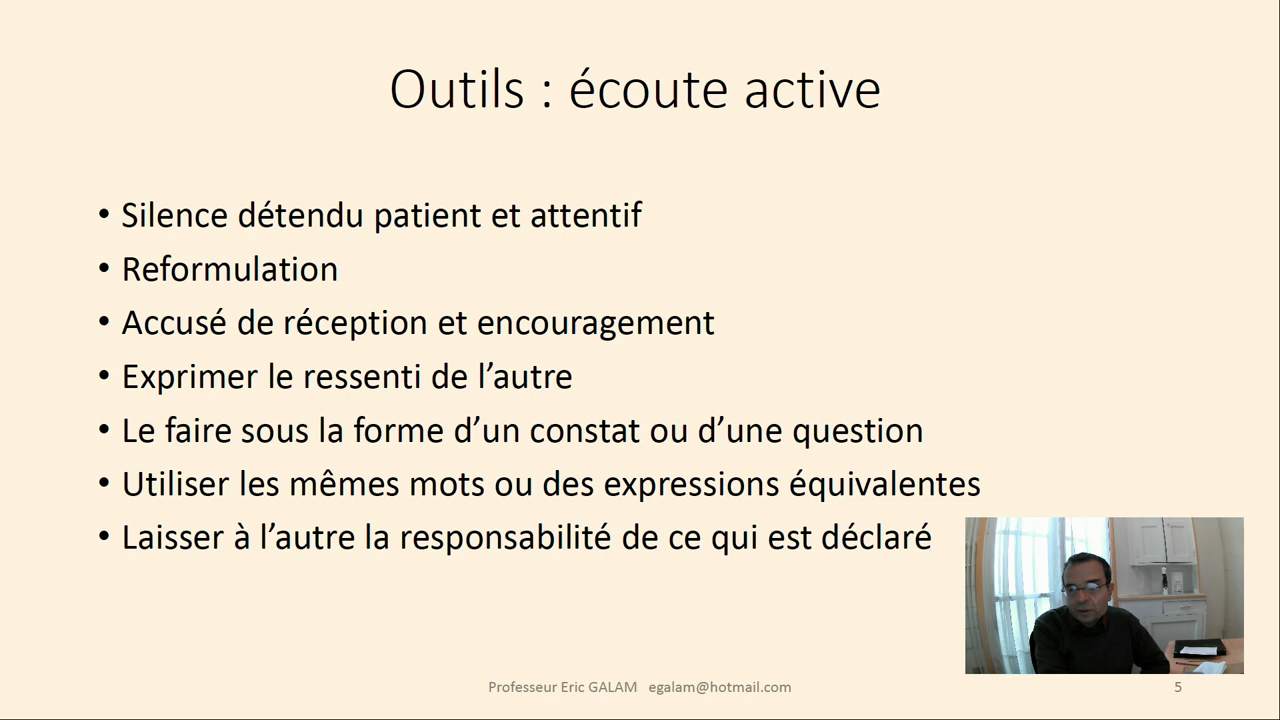 Outils : écoute active
• Silence détendu patient et attentif
• Reformulation
• Accusé de réception et encouragement
• Exprimer le ressenti de l’autre
• Le faire sous la forme d’un constat ou d’une question
• Utiliser les mêmes mots ou des expressions équivalentes
• Laisser à l’autre la responsabilité de ce qui est déclaré
Professeur Eric GALAM egalam@hotmail.com
5